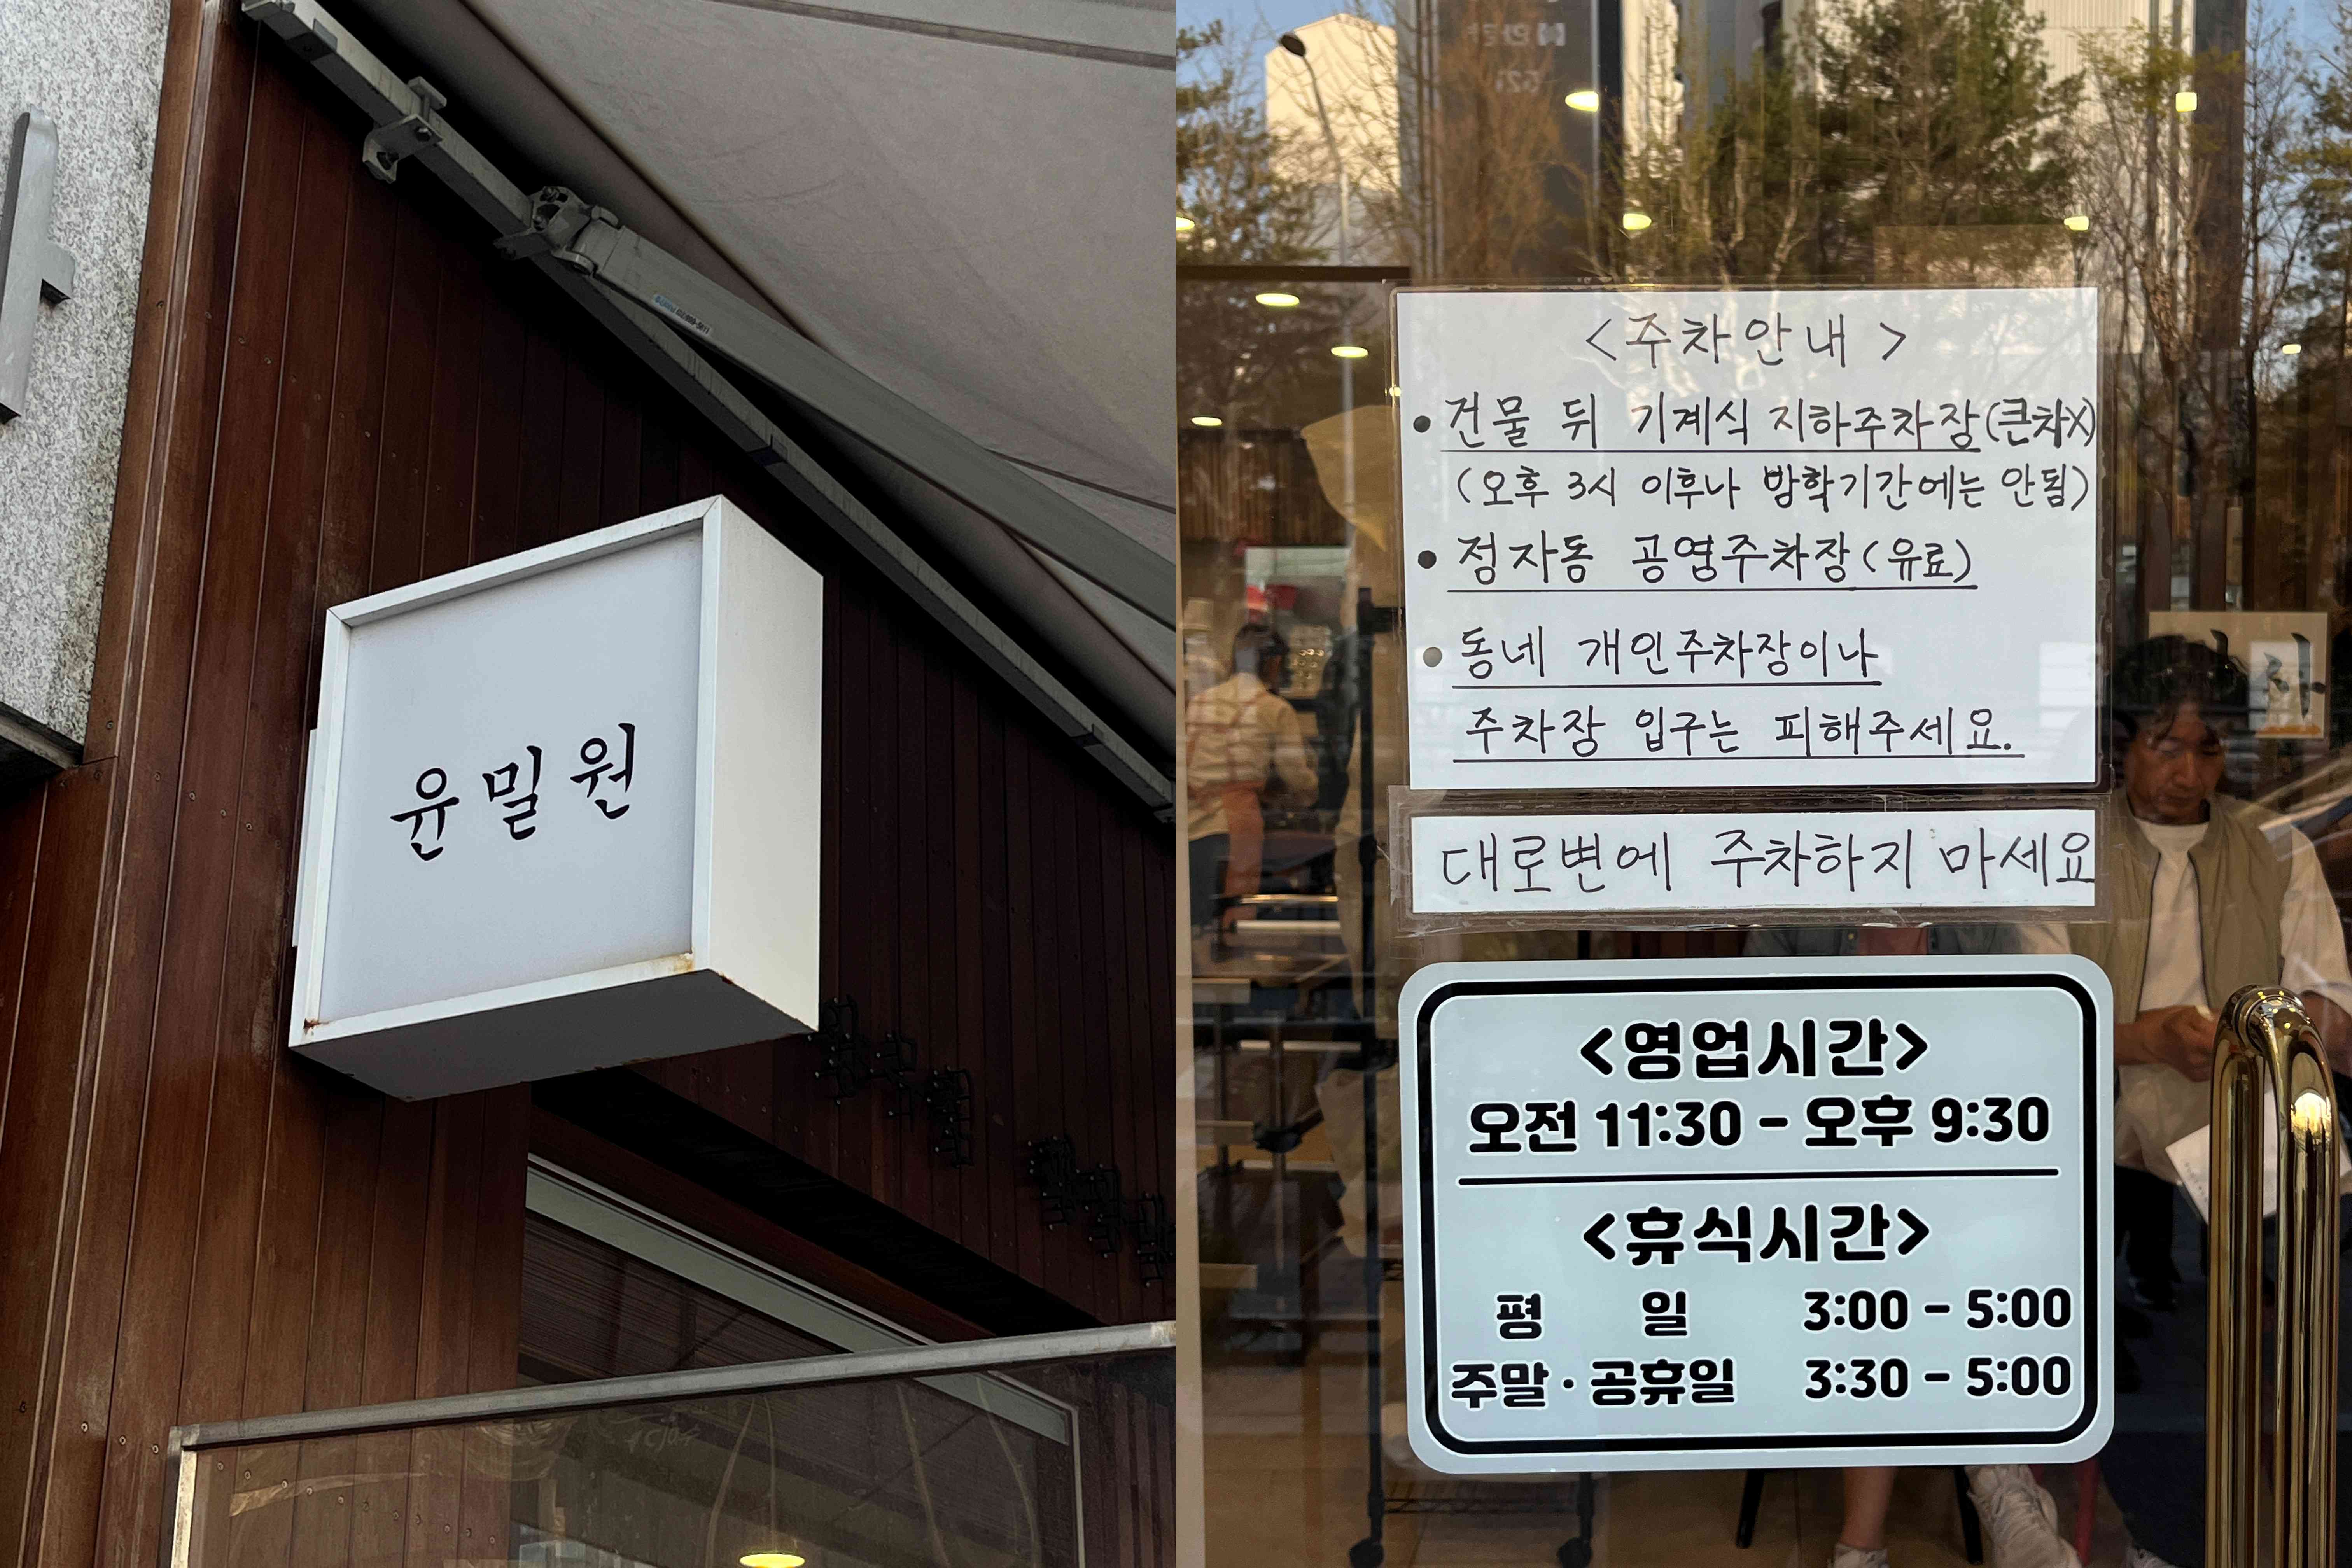 윤밀원
<주차안내>
• 건물 뒤 기계식 지하주차장(큰차X)
(오후 3시 이후나 방학기간에는 안됨)
• 정자동 공영주차장(유료)
• 동네 개인주차장이나
주차장 입구는 피해주세요.
대로변에 주차하지 마세요
<영업시간>
오전 11:30 - 오후 9:30
<휴식시간>
평 일 3:00 - 5:00
주말·공휴일 3:30 - 5:00